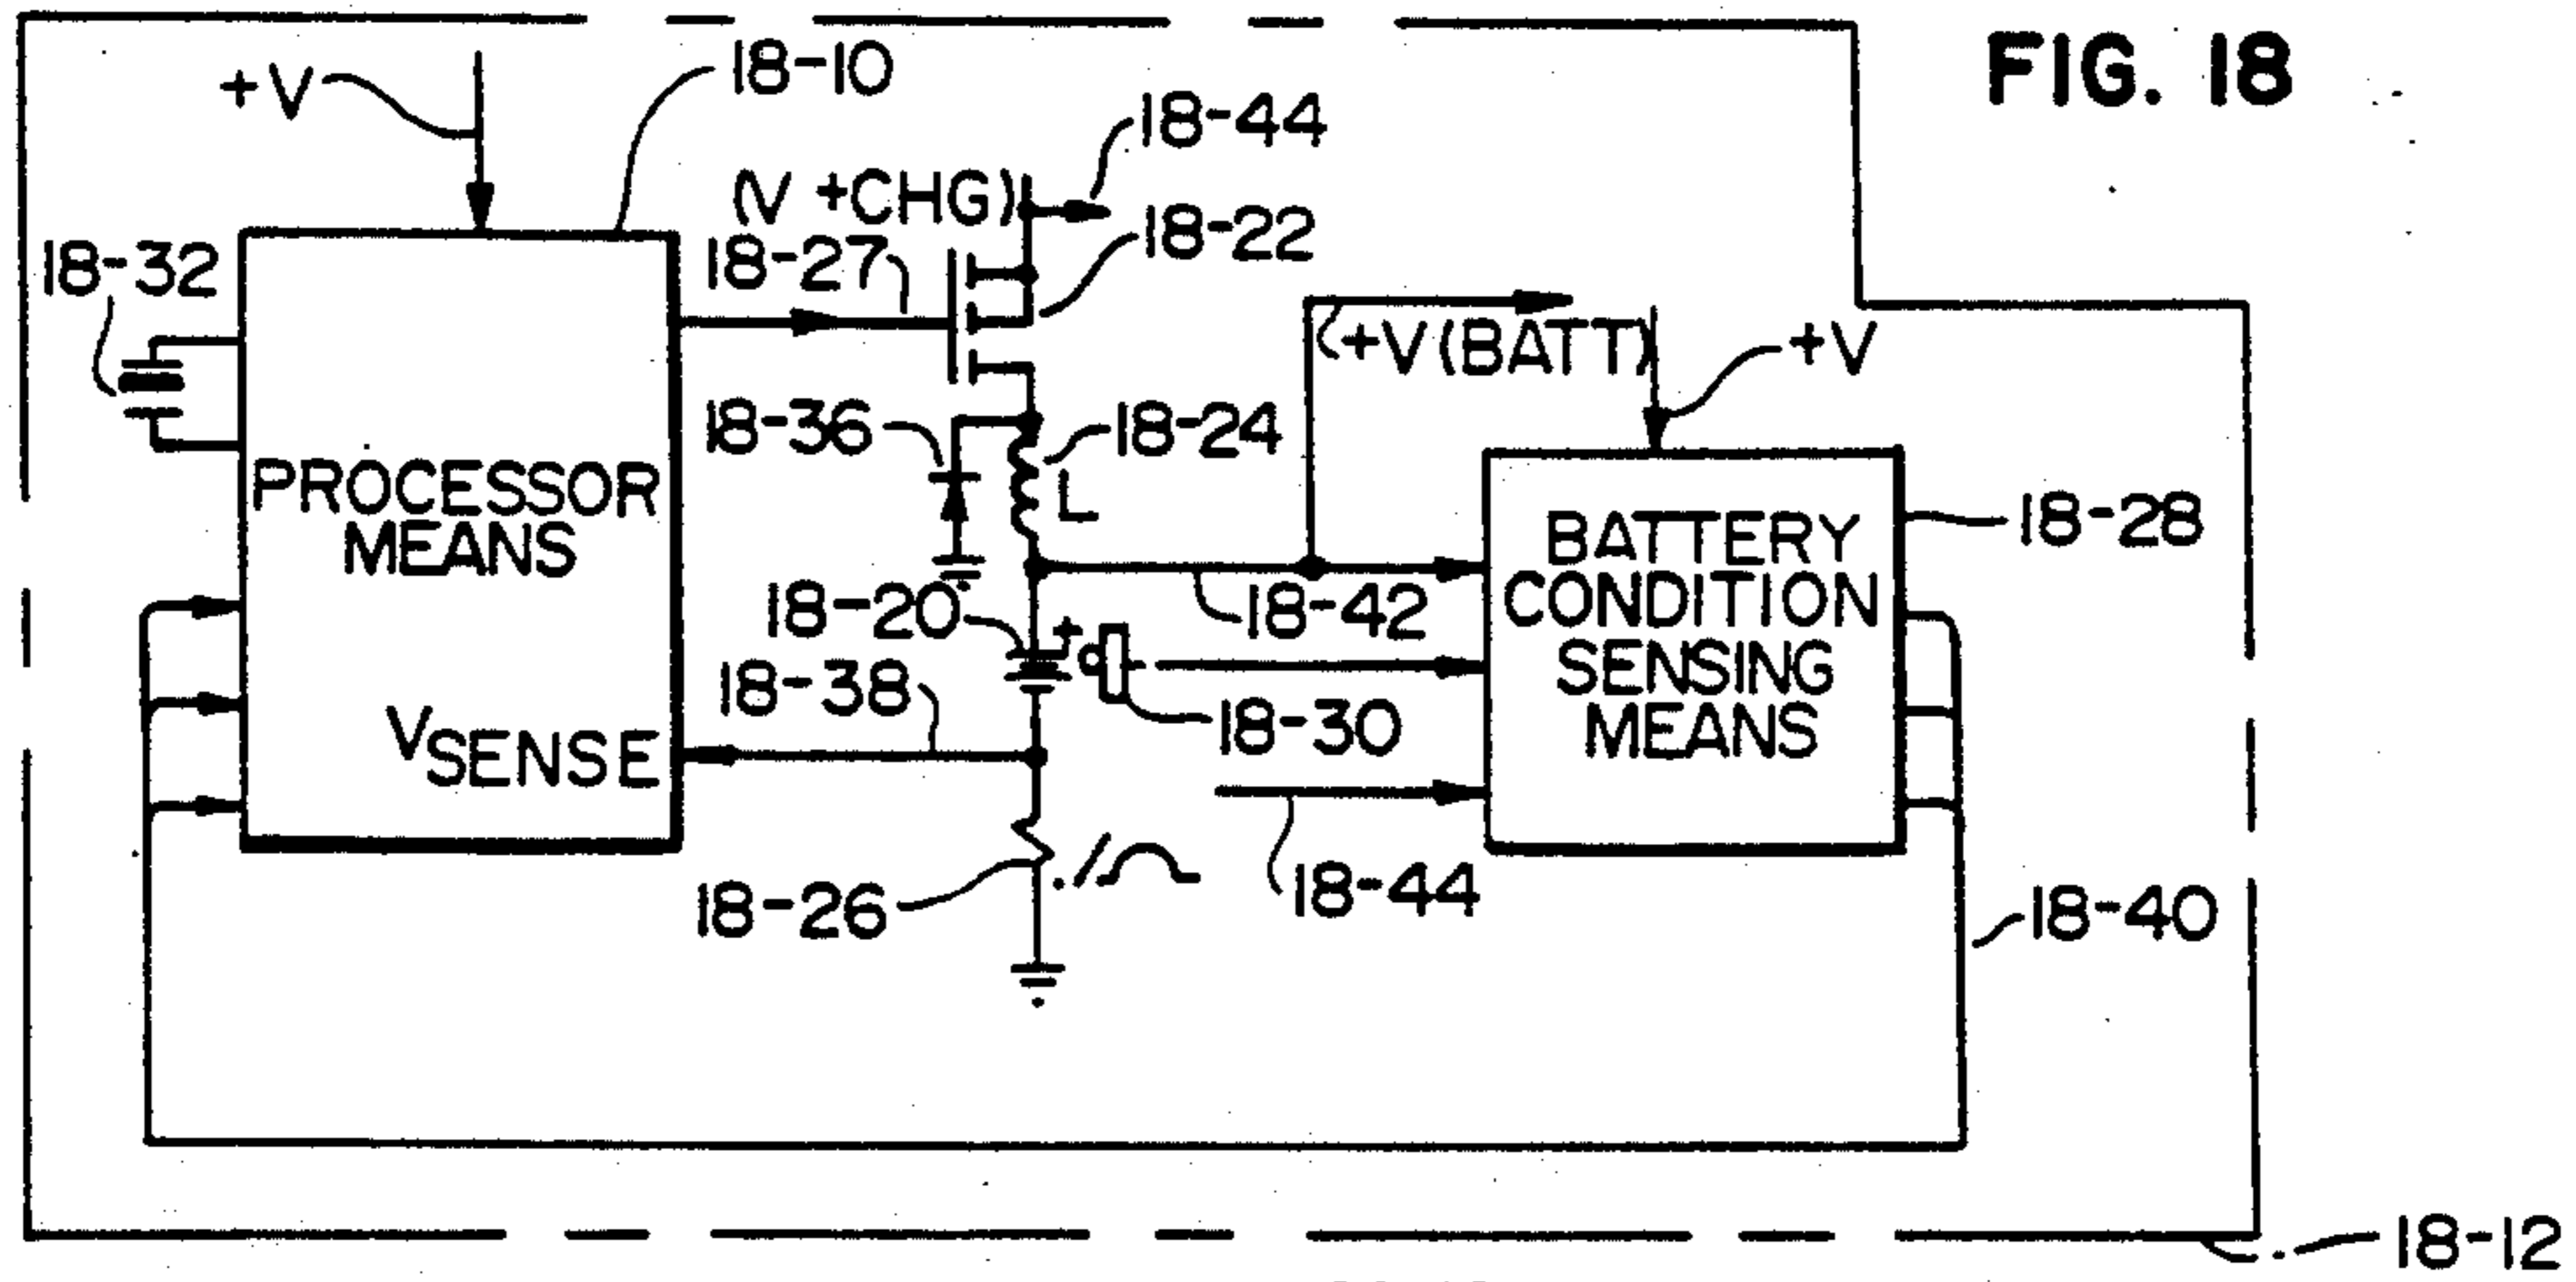 FIG. 18
+V
18-10
18-44
(V +CHG)
18-22
18-27
18-32
+V (BATT)
+V
18-36
18-24
L
PROCESSOR
MEANS
18-28
BATTERY
CONDITION
SENSING
MEANS
18-20
+
18-42
18-38
18-30
VSENSE
18-26
18-44
18-40
18-12